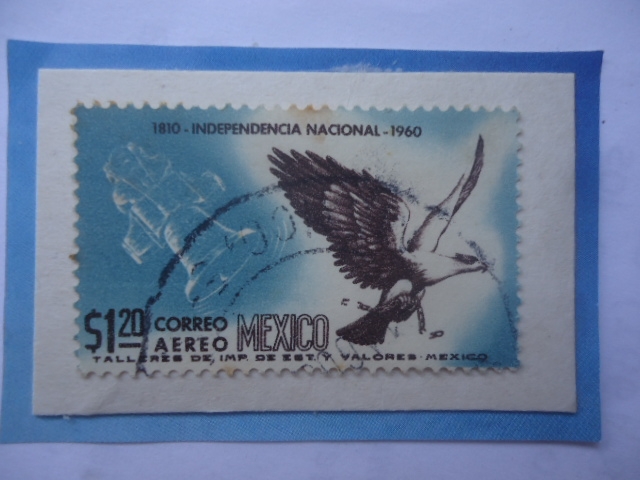 1810 - INDEPENDENCIA NACIONAL - 1960
$1.20 CORREO AEREO MEXICO
TALLERES DE IMP. DE EST. Y VALORES - MEXICO